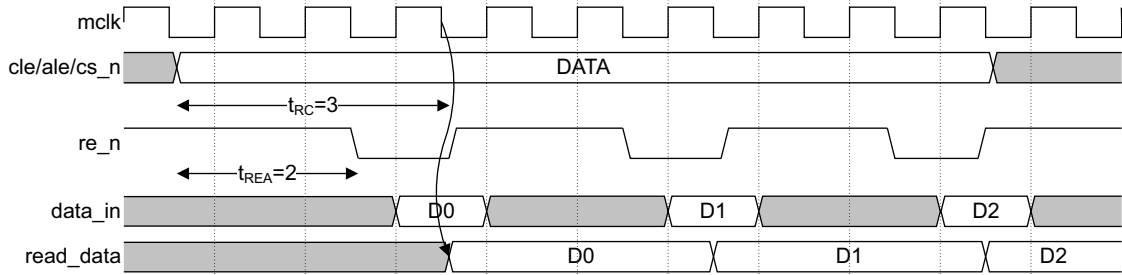 mclk
cle/ale/cs_n DATA
tRC=3
re_n
tREA=2
data_in D0 D1 D2
read_data D0 D1 D2